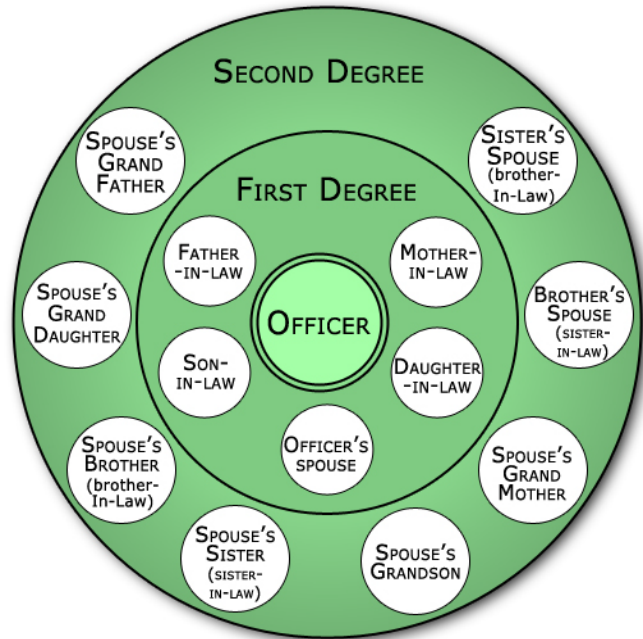 Second Degree
Spouse's
Grand
Father
Sister's
Spouse
(brother-
In-Law)
First Degree
Father
-in-law
Mother-
in-law
Spouse's
Grand
Daughter
Officer
Brother's
Spouse
(sister-
in-law)
Son-
in-law
Daughter
-in-law
Officer's
spouse
Spouse's
Brother
(brother-
In-Law)
Spouse's
Grand
Mother
Spouse's
Sister
(sister-
in-law)
Spouse's
Grandson